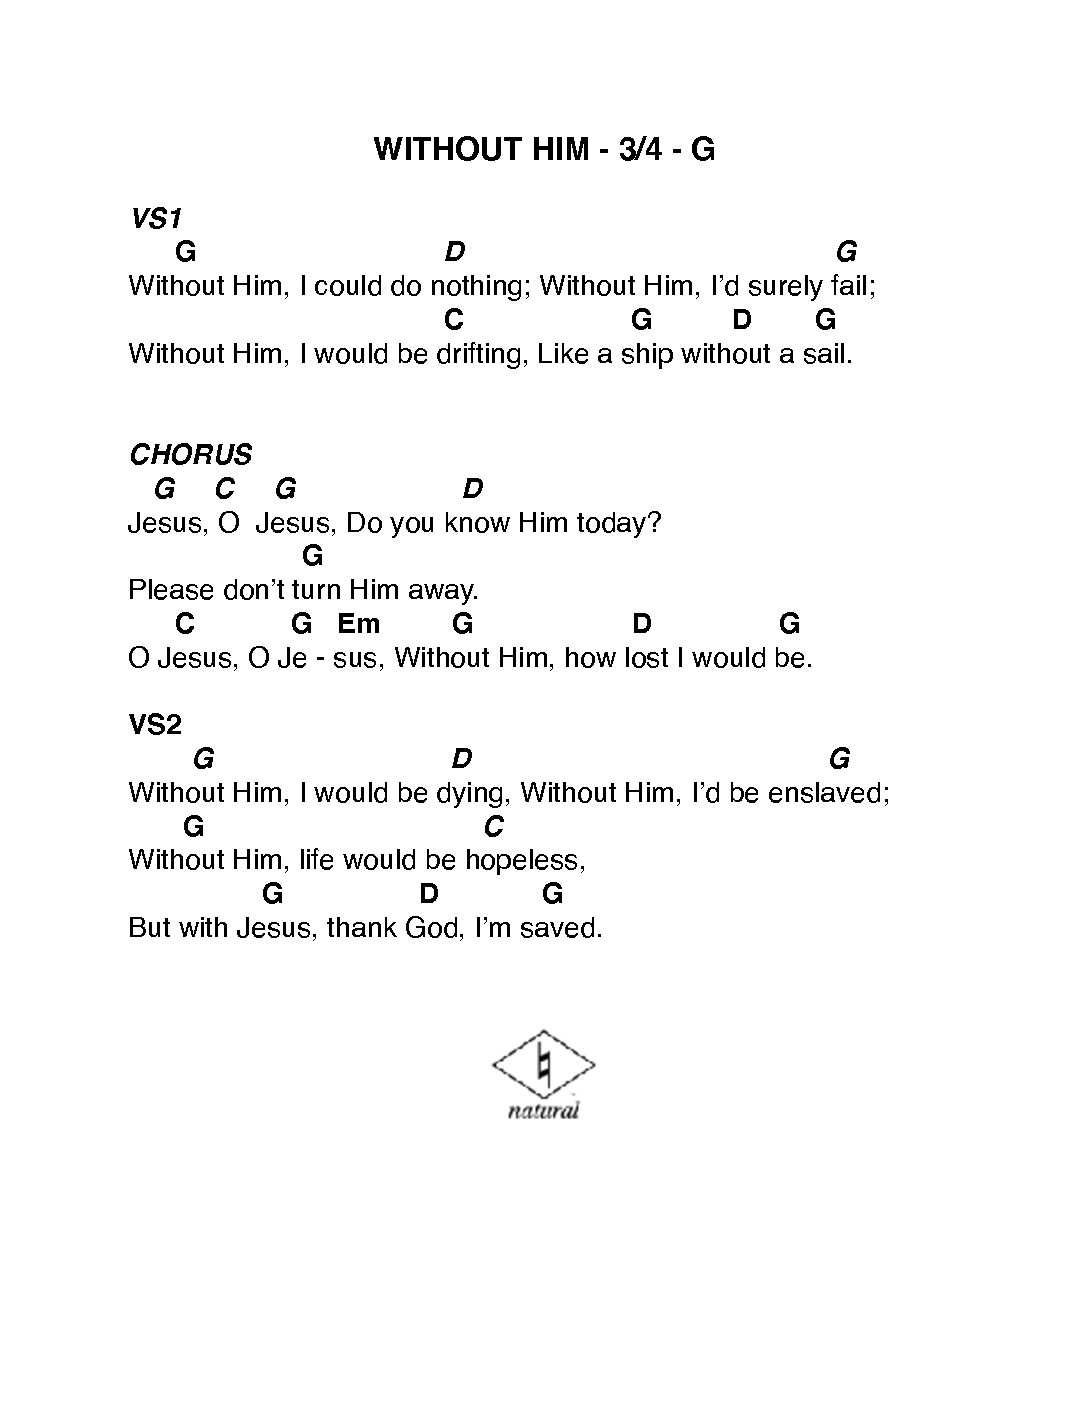 WITHOUT HIM - 3/4 - G
VS1
G D G
Without Him, I could do nothing; Without Him, I’d surely fail;
C G D G
Without Him, I would be drifting, Like a ship without a sail.
CHORUS
G C G D
Jesus, O Jesus, Do you know Him today?
G
Please don’t turn Him away.
C G Em G D G
O Jesus, O Je - sus, Without Him, how lost I would be.
VS2
G D G
Without Him, I would be dying, Without Him, I’d be enslaved;
G C
Without Him, life would be hopeless,
G D G
But with Jesus, thank God, I’m saved.
♮
natural